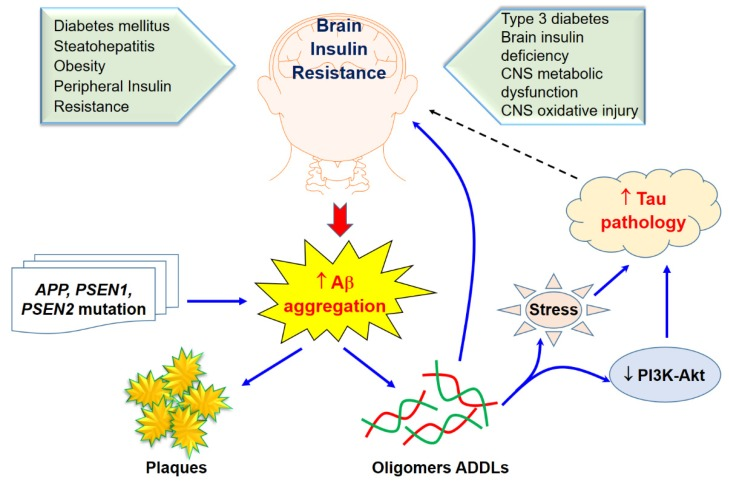 Diabetes mellitus
Steatohepatitis
Obesity
Peripheral Insulin
Resistance
Brain
Insulin
Resistance
Type 3 diabetes
Brain insulin
deficiency
CNS metabolic
dysfunction
CNS oxidative injury
↑ Tau
pathology
APP, PSEN1,
PSEN2 mutation
↑ Aβ
aggregation
Stress
↓ PI3K-Akt
Plaques
Oligomers ADDLs